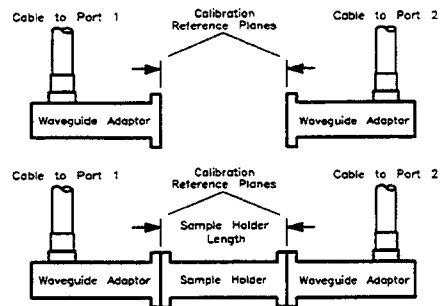 Cable to Port 1
Calibration
Reference Planes
Cable to Port 2
Waveguide Adaptor
Waveguide Adaptor
Cable to Port 1
Calibration
Reference Planes
Cable to Port 2
Sample Holder
Length
Waveguide Adaptor
Sample Holder
Waveguide Adaptor